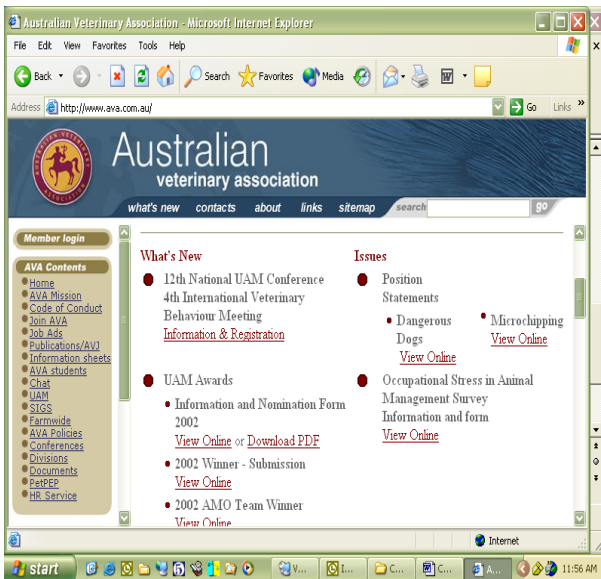 Australian Veterinary Association - Microsoft Internet Explorer
File Edit View Favorites Tools Help
Back Search Favorites Media
Address http://www.ava.com.au/ Go Links »
Australian
veterinary association
what's new contacts about links sitemap search go
Member login
AVA Contents
Home
AVA Mission
Code of Conduct
Join AVA
Job Ads
Publications/AVJ
Information sheets
AVA students
Chat
UAM
SIGS
Farmwide
AVA Policies
Conferences
Divisions
Documents
PetPEP
HR Service
What's New
12th National UAM Conference
4th International Veterinary
Behaviour Meeting
Information & Registration
UAM Awards
Information and Nomination Form
2002
View Online or Download PDF
2002 Winner - Submission
View Online
2002 AMO Team Winner
View Online
Issues
Position
Statements
Dangerous
Dogs
View Online
Microchipping
View Online
Occupational Stress in Animal
Management Survey
Information and form
View Online
Internet
start V... I... C... C... A... 11:56 AM